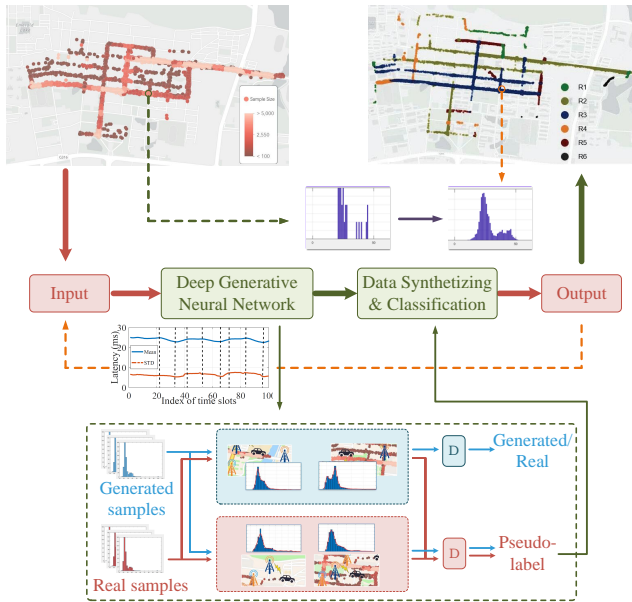 Sample Size
> 5,000
2,550
< 100
R1
R2
R3
R4
R5
R6
Input
Deep Generative
Neural Network
Data Synthetizing
& Classification
Output
Latency (ms)
30
20
10
0
Mean
STD
0 20 40 60 80 100
Index of time slots
Generated
samples
Real samples
D
Generated/
Real
D
Pseudo-
label